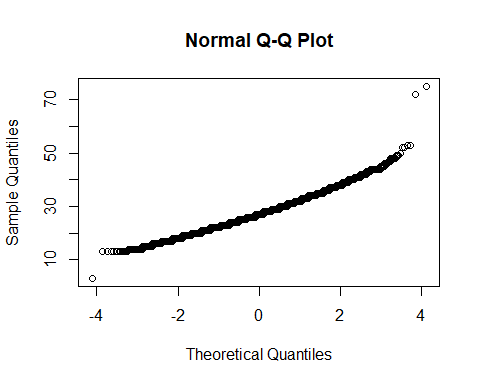 Normal Q-Q Plot
Sample Quantiles
70
50
30
10
-4 -2 0 2 4
Theoretical Quantiles